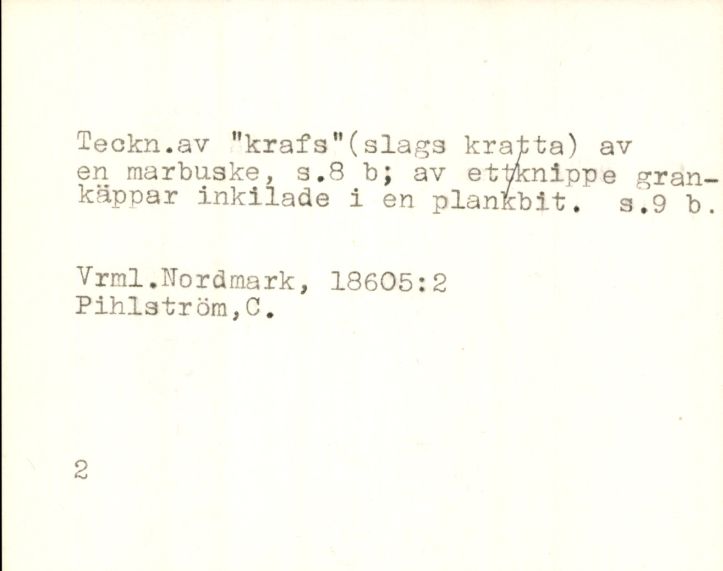 Teckn.av "krafs"(slags kratta) av
en marbuske, s.8 b; av ett/knippe gran-
käppar inkilade i en plankbit. s.9 b.
Vrml.Nordmark, 18605:2
Pihlström,C.
2